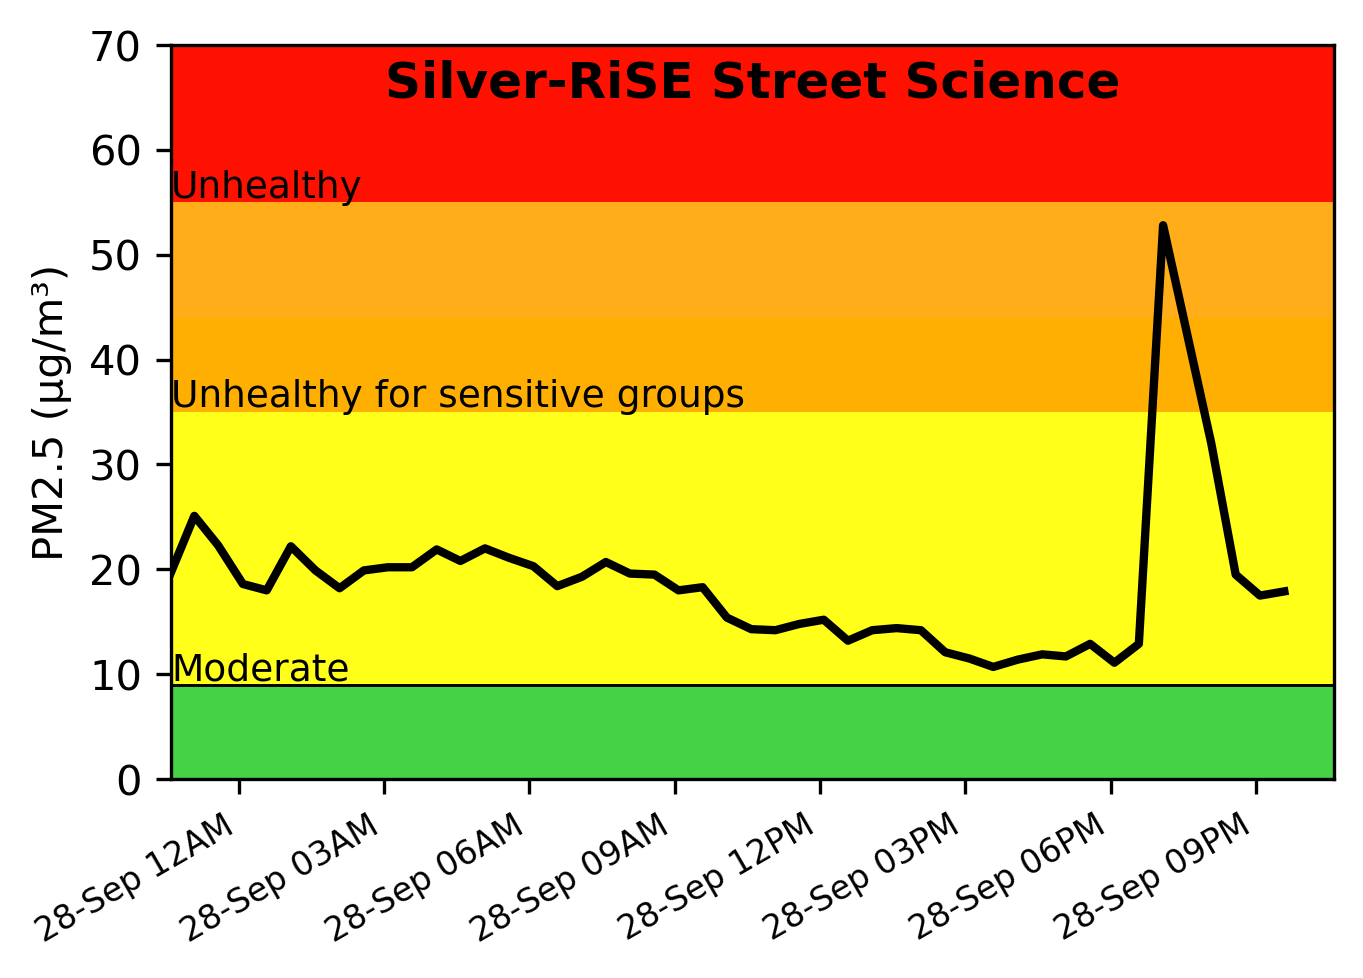 Silver-RiSE Street Science
70
60
50
40
30
20
10
0
PM2.5 (µg/m³)
Unhealthy
Unhealthy for sensitive groups
Moderate
28-Sep 12AM
28-Sep 03AM
28-Sep 06AM
28-Sep 09AM
28-Sep 12PM
28-Sep 03PM
28-Sep 06PM
28-Sep 09PM